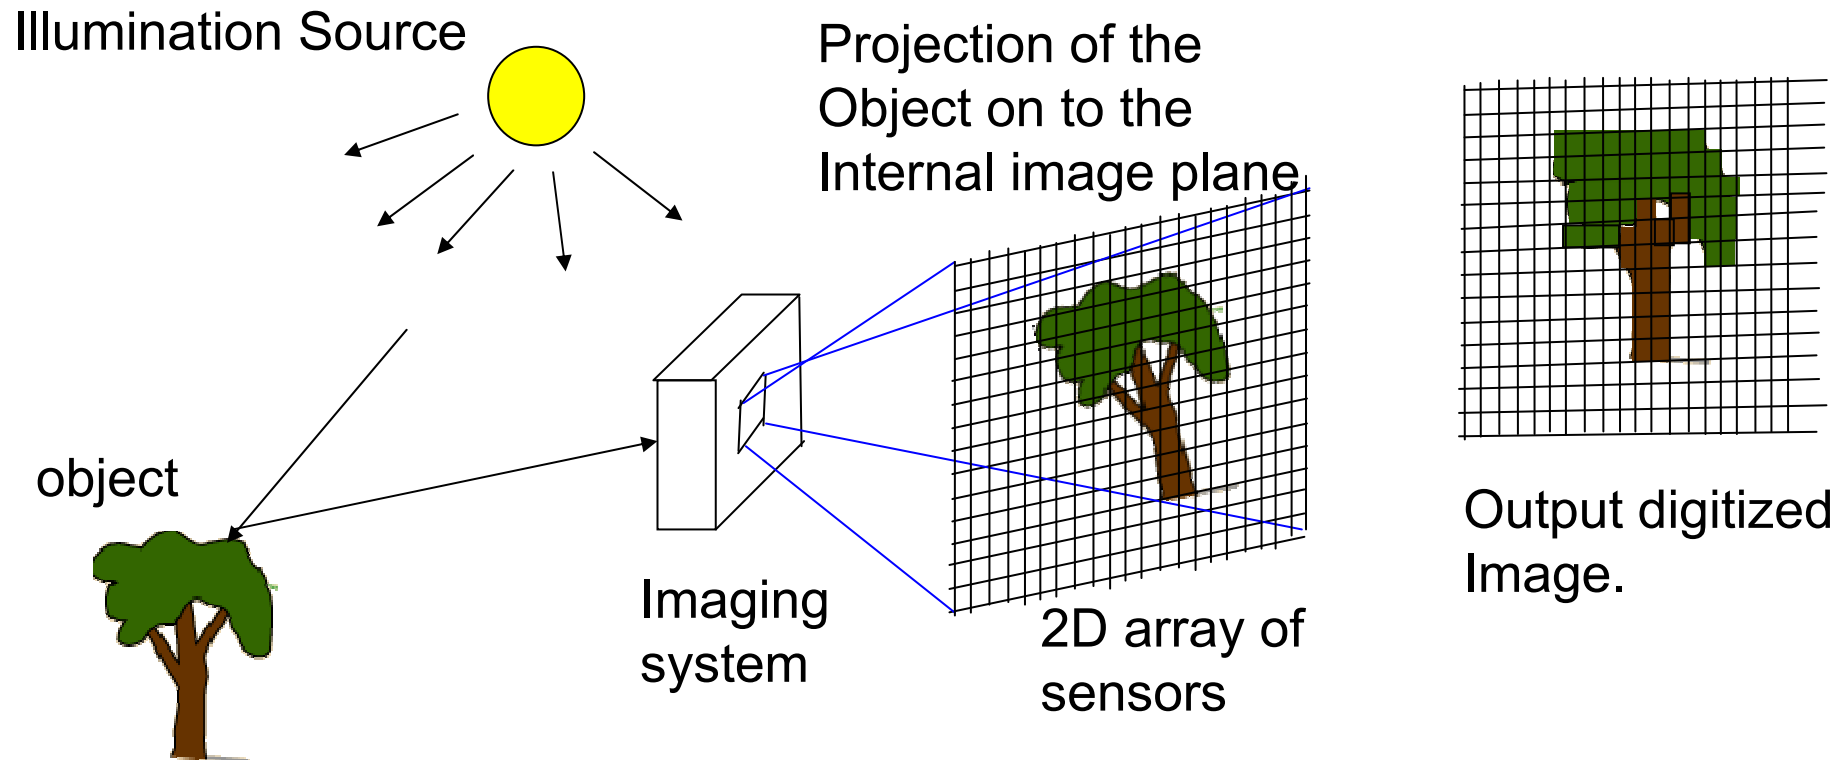 Illumination Source
Projection of the
Object on to the
Internal image plane
object
Imaging
system
2D array of
sensors
Output digitized
Image.